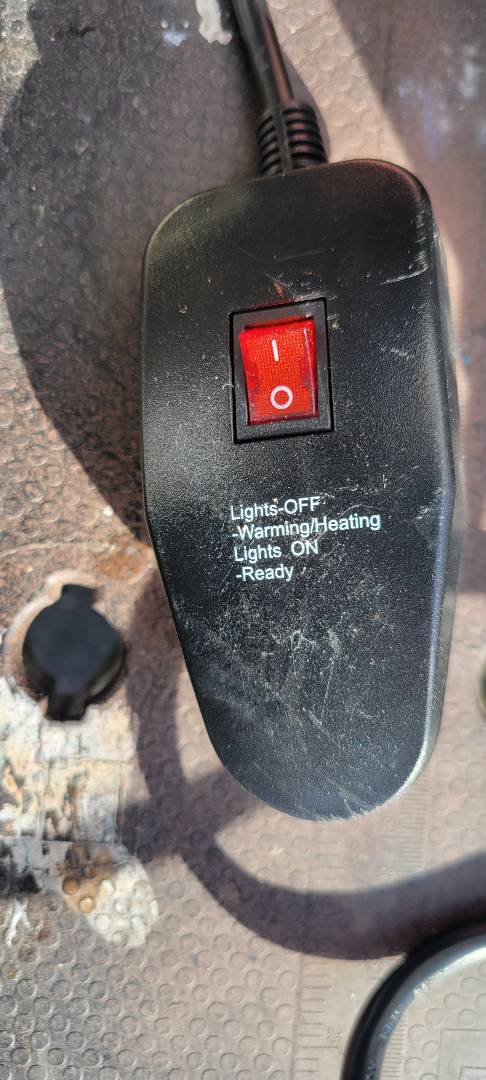 I
O
Lights-OFF
-Warming/Heating
Lights ON
-Ready